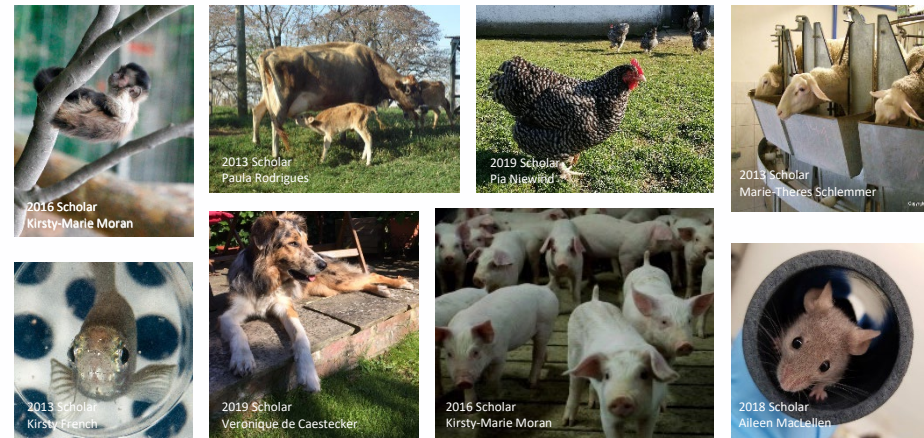 2016 Scholar
Kirsty-Marie Moran
2013 Scholar
Paula Rodrigues
2019 Scholar
Pia Niewind
2013 Scholar
Marie-Theres Schlemmer
2013 Scholar
Kirsty French
2019 Scholar
Veronique de Caestecker
2016 Scholar
Kirsty-Marie Moran
2018 Scholar
Aileen MacLellen